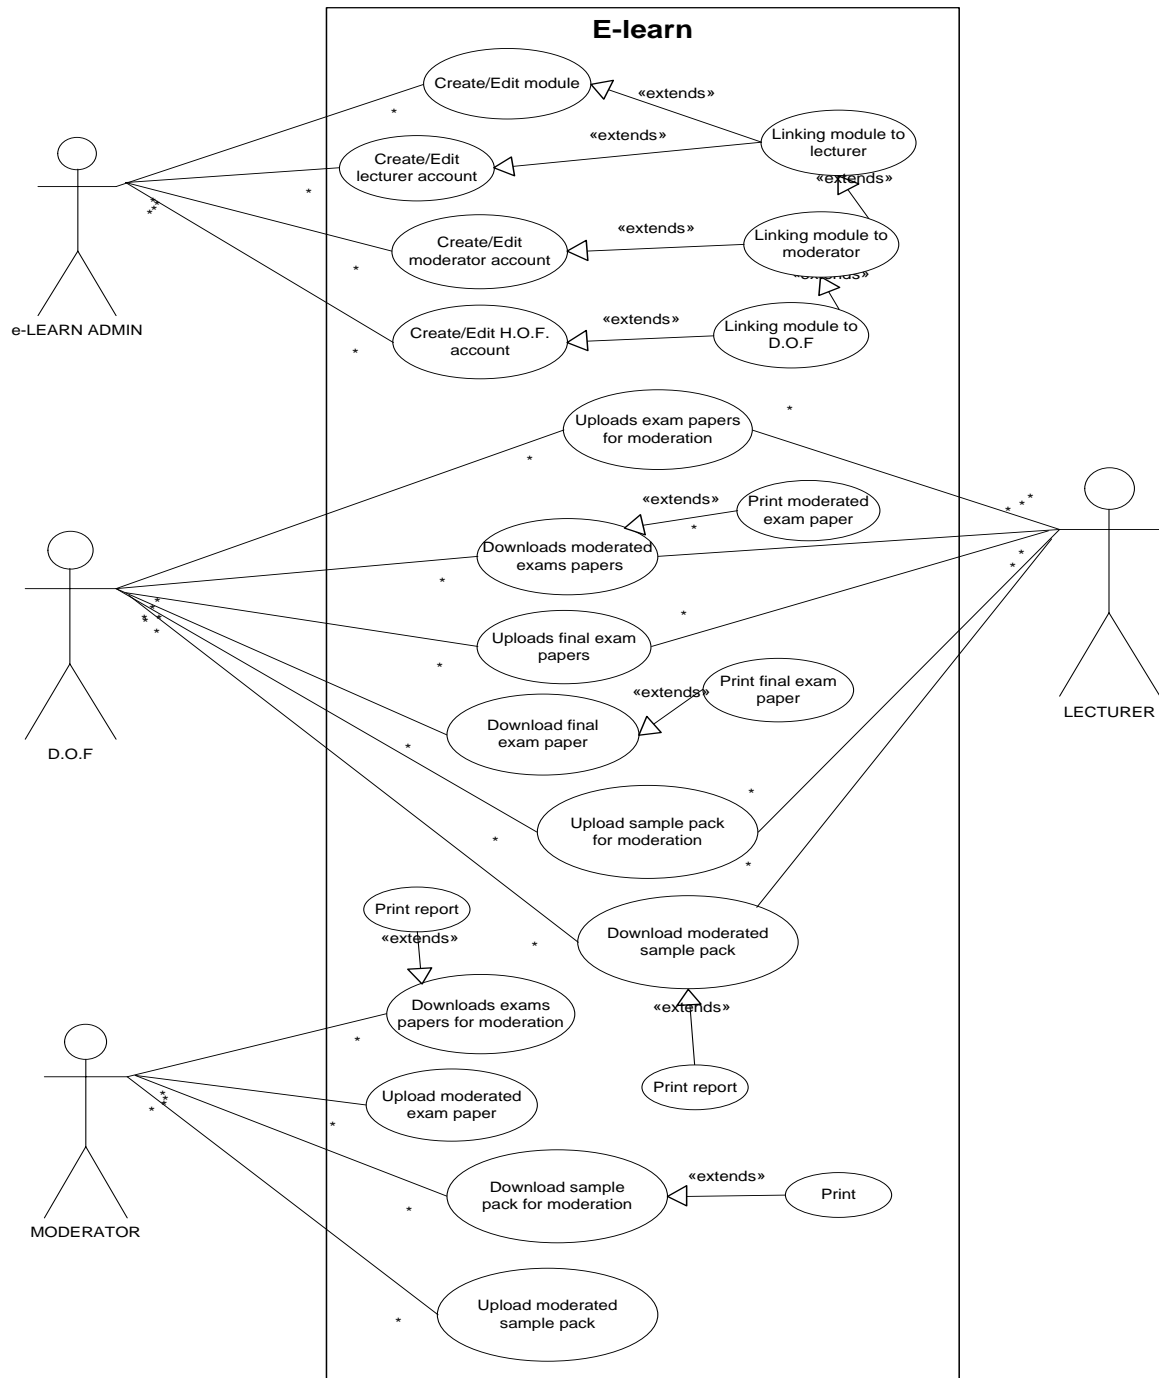 E-learn
Create/Edit module
«extends»
«extends»
Linking module to
lecturer
*
Create/Edit
lecturer account
«extends»
*
*
*
*
*
Create/Edit
moderator account
«extends»
Linking module to
moderator
*
«extends»
e-LEARN ADMIN
Create/Edit H.O.F.
account
«extends»
Linking module to
D.O.F
*
Uploads exam papers
for moderation
*
*
«extends»
Print moderated
exam paper
*
*
*
*
Downloads moderated
exams papers
*
*
*
*
*
*
*
*
*
*
*
Uploads final exam
papers
*
Print final exam
paper
«extends»
LECTURER
Download final
exam paper
*
D.O.F
*
Upload sample pack
for moderation
*
*
Print report
«extends»
*
Download moderated
sample pack
Downloads exams
papers for moderation
«extends»
*
Print report
Upload moderated
exam paper
*
*
*
*
*
Download sample
pack for moderation
«extends»
Print
*
MODERATOR
Upload moderated
sample pack
*